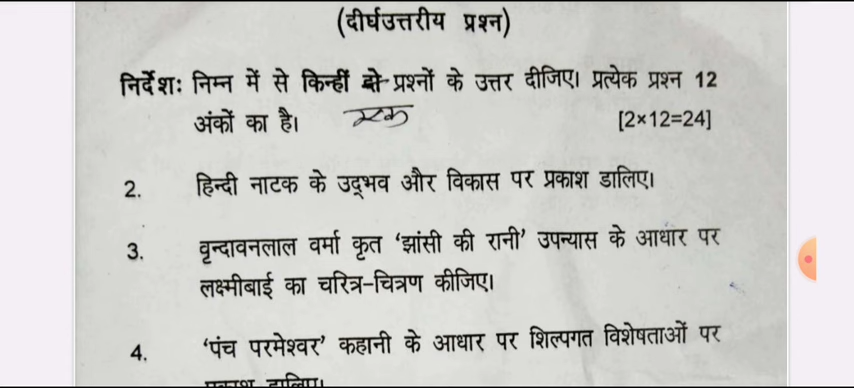 (दीर्घउत्तरीय प्रश्न)
निर्देशः निम्न में से किन्हीं दो प्रश्नों के उत्तर दीजिए। प्रत्येक प्रश्न 12
अंकों का है। एक [2×12=24]
2. हिन्दी नाटक के उद्भव और विकास पर प्रकाश डालिए।
3. वृन्दावनलाल वर्मा कृत ‘झांसी की रानी’ उपन्यास के आधार पर
लक्ष्मीबाई का चरित्र-चित्रण कीजिए।
4. ‘पंच परमेश्वर’ कहानी के आधार पर शिल्पगत विशेषताओं पर
प्रकाश डालिए।